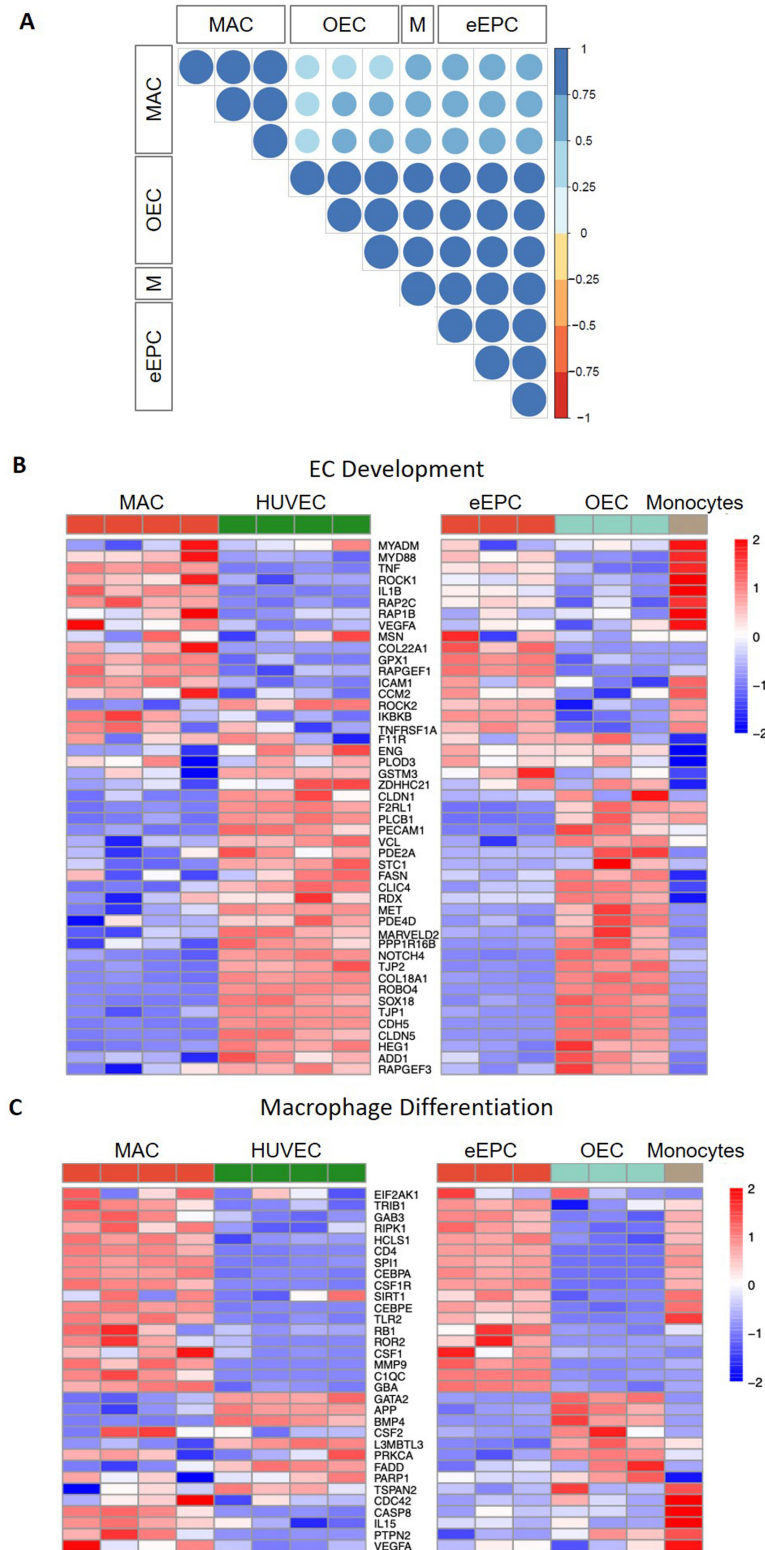 A
MAC OEC M eEPC
MAC
OEC
M
eEPC
1
0.75
0.5
0.25
0
−0.25
−0.5
−0.75
−1
B
EC Development
MAC HUVEC eEPC OEC Monocytes
MYADM
MYD88
TNF
ROCK1
IL1B
RAP2C
RAP1B
VEGFA
MSN
COL22A1
GPX1
RAPGEF1
ICAM1
CCM2
ROCK2
IKBKB
TNFRSF1A
F11R
ENG
PLOD3
GSTM3
ZDHHC21
CLDN1
F2RL1
PLCB1
PECAM1
VCL
PDE2A
STC1
FASN
CLIC4
RDX
MET
PDE4D
MARVELD2
PPP1R16B
NOTCH4
TJP2
COL18A1
ROBO4
SOX18
TJP1
CDH5
CLDN5
HEG1
ADD1
RAPGEF3
2
1
0
−1
−2
C
Macrophage Differentiation
MAC HUVEC eEPC OEC Monocytes
EIF2AK1
TRIB1
GAB3
RIPK1
HCLS1
CD4
SPI1
CEBPA
CSF1R
SIRT1
CEBPE
TLR2
RB1
ROR2
CSF1
MMP9
C1QC
GBA
GATA2
APP
BMP4
CSF2
L3MBTL3
PRKCA
FADD
PARP1
TSPAN2
CDC42
CASP8
IL15
PTPN2
VEGFA
2
1
0
−1
−2